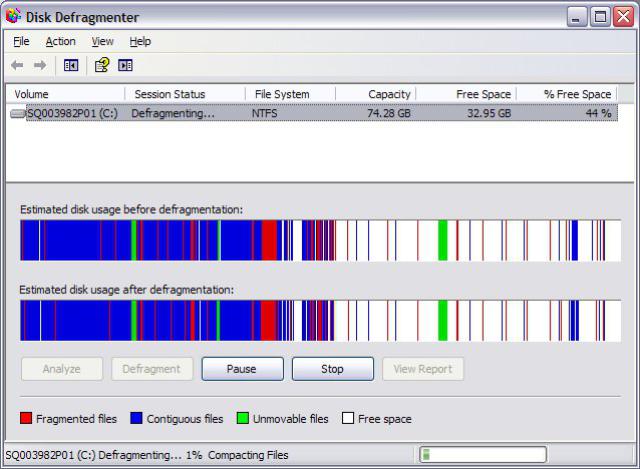 Disk Defragmenter
File Action View Help
Volume Session Status File System Capacity Free Space % Free Space
SQ003982P01 (C:) Defragmenting... NTFS 74.28 GB 32.95 GB 44 %
Estimated disk usage before defragmentation:
Estimated disk usage after defragmentation:
Analyze Defragment Pause Stop View Report
Fragmented files Contiguous files Unmovable files Free space
SQ003982P01 (C:) Defragmenting... 1% Compacting Files